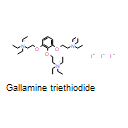 N⁺ O O N⁺
O
N⁺
I⁻ I⁻ I⁻
Gallamine triethiodide